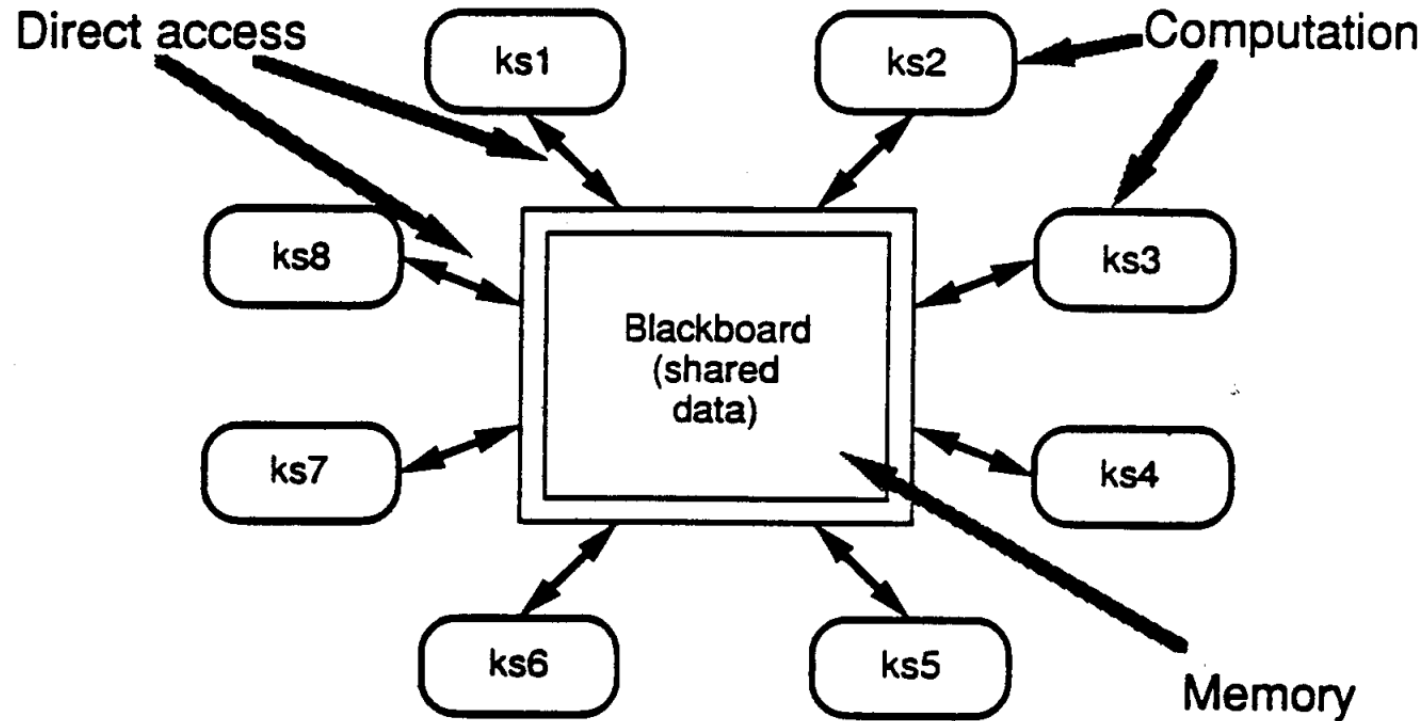 Direct access
ks1
ks2
Computation
ks8
ks3
Blackboard
(shared
data)
ks7
ks4
ks6
ks5
Memory